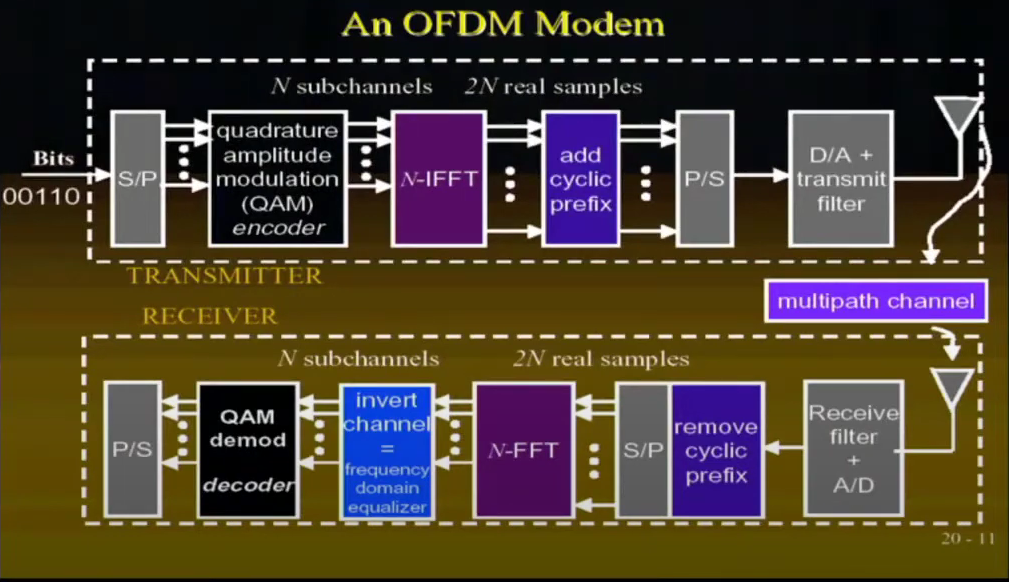 An OFDM Modem
N subchannels
2N real samples
Bits
00110
S/P
quadrature
amplitude
modulation
(QAM)
encoder
N-IFFT
add
cyclic
prefix
P/S
D/A +
transmit
filter
TRANSMITTER
multipath channel
RECEIVER
N subchannels
2N real samples
P/S
QAM
demod
decoder
invert
channel
=
frequency
domain
equalizer
N-FFT
S/P
remove
cyclic
prefix
Receive
filter
+
A/D
20 - 11